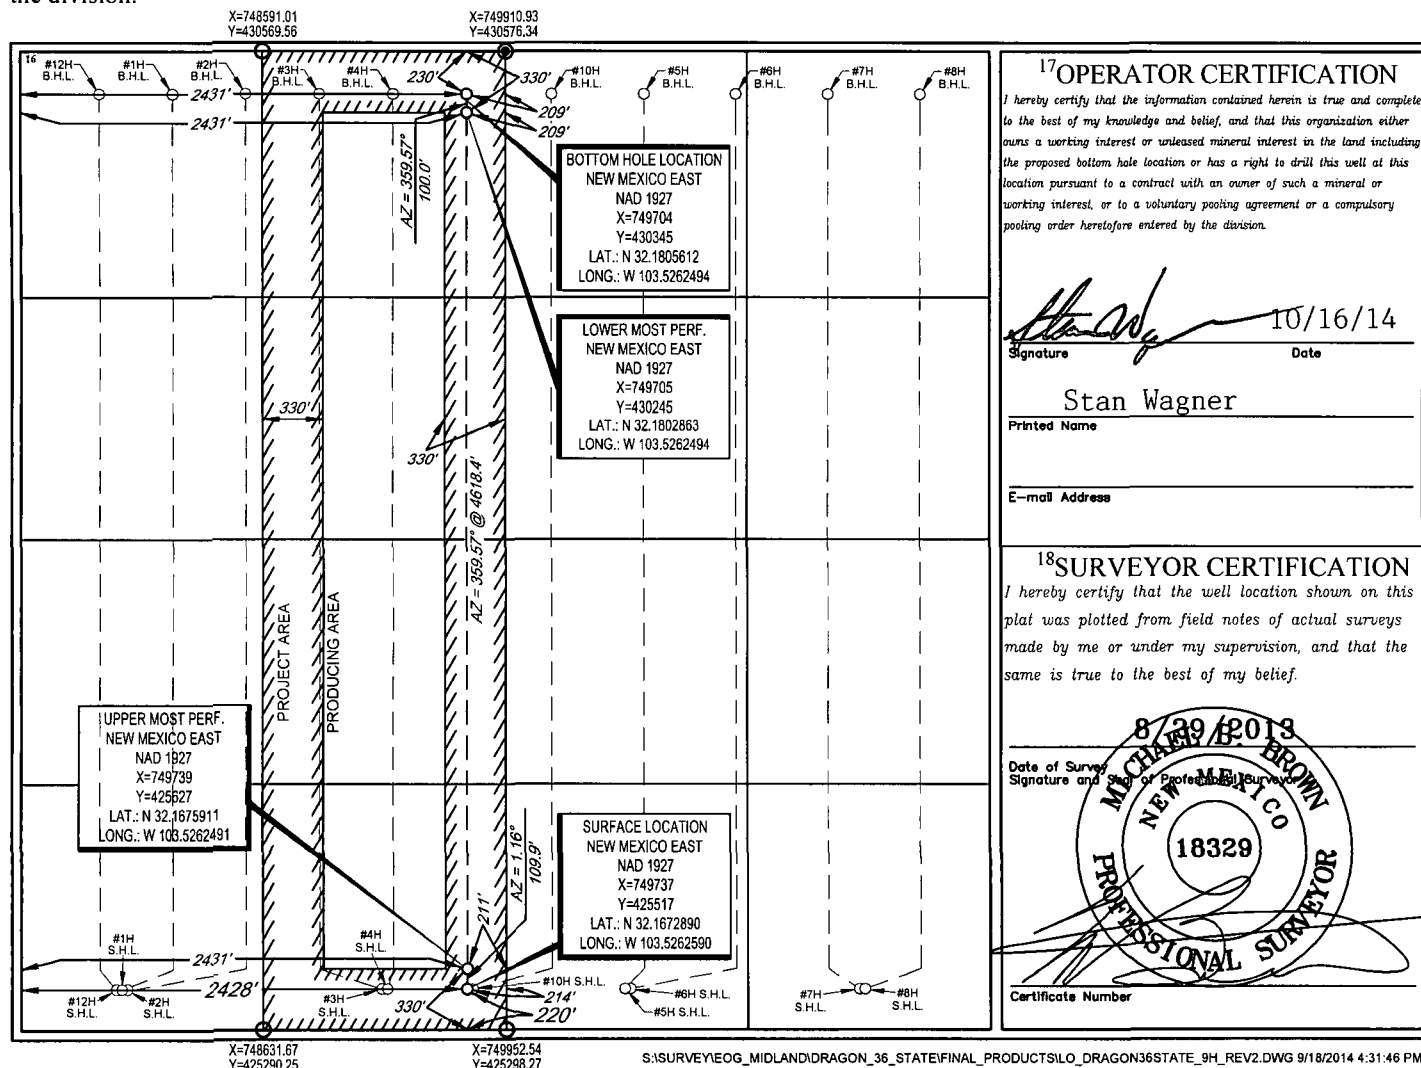 the division.
X=748591.01
Y=430569.56
X=749910.93
Y=430576.34
16
#12H
B.H.L.
#1H
B.H.L.
#2H
B.H.L.
#3H
B.H.L.
#4H
B.H.L.
230'
330'
#10H
B.H.L.
#5H
B.H.L.
#6H
B.H.L.
#7H
B.H.L.
#8H
B.H.L.
2431'
209'
2431'
209'
AZ = 359.57°
100.0'
BOTTOM HOLE LOCATION
NEW MEXICO EAST
NAD 1927
X=749704
Y=430345
LAT.: N 32.1805612
LONG.: W 103.5262494
LOWER MOST PERF.
NEW MEXICO EAST
NAD 1927
X=749705
Y=430245
LAT.: N 32.1802863
LONG.: W 103.5262494
330'
330'
AZ = 359.57° @ 4618.4'
PROJECT AREA
PRODUCING AREA
UPPER MOST PERF.
NEW MEXICO EAST
NAD 1927
X=749739
Y=425627
LAT.: N 32.1675911
LONG.: W 103.5262491
AZ = 1.16°
109.9'
SURFACE LOCATION
NEW MEXICO EAST
NAD 1927
X=749737
Y=425517
LAT.: N 32.1672890
LONG.: W 103.5262590
211'
#1H
S.H.L.
#4H
S.H.L.
2431'
2428'
#12H
S.H.L.
#2H
S.H.L.
#3H
S.H.L.
330'
#10H S.H.L.
214'
220'
#6H S.H.L.
#5H S.H.L.
#7H
S.H.L.
#8H
S.H.L.
X=748631.67
Y=425290.25
X=749952.54
Y=425298.27
17 OPERATOR CERTIFICATION
I hereby certify that the information contained herein is true and complete
to the best of my knowledge and belief, and that this organization either
owns a working interest or unleased mineral interest in the land including
the proposed bottom hole location or has a right to drill this well at this
location pursuant to a contract with an owner of such a mineral or
working interest, or to a voluntary pooling agreement or a compulsory
pooling order heretofore entered by the division.
10/16/14
Signature Date
Stan Wagner
Printed Name
E-mail Address
18 SURVEYOR CERTIFICATION
I hereby certify that the well location shown on this
plat was plotted from field notes of actual surveys
made by me or under my supervision, and that the
same is true to the best of my belief.
8/29/2013
Date of Survey
Signature and Seal of Professional Surveyor
MICHAEL B. BROWN
NEW MEXICO
18329
PROFESSIONAL SURVEYOR
Certificate Number
S:\SURVEY\EOG_MIDLAND\DRAGON_36_STATE\FINAL_PRODUCTS\LO_DRAGON36STATE_9H_REV2.DWG 9/18/2014 4:31:46 PM